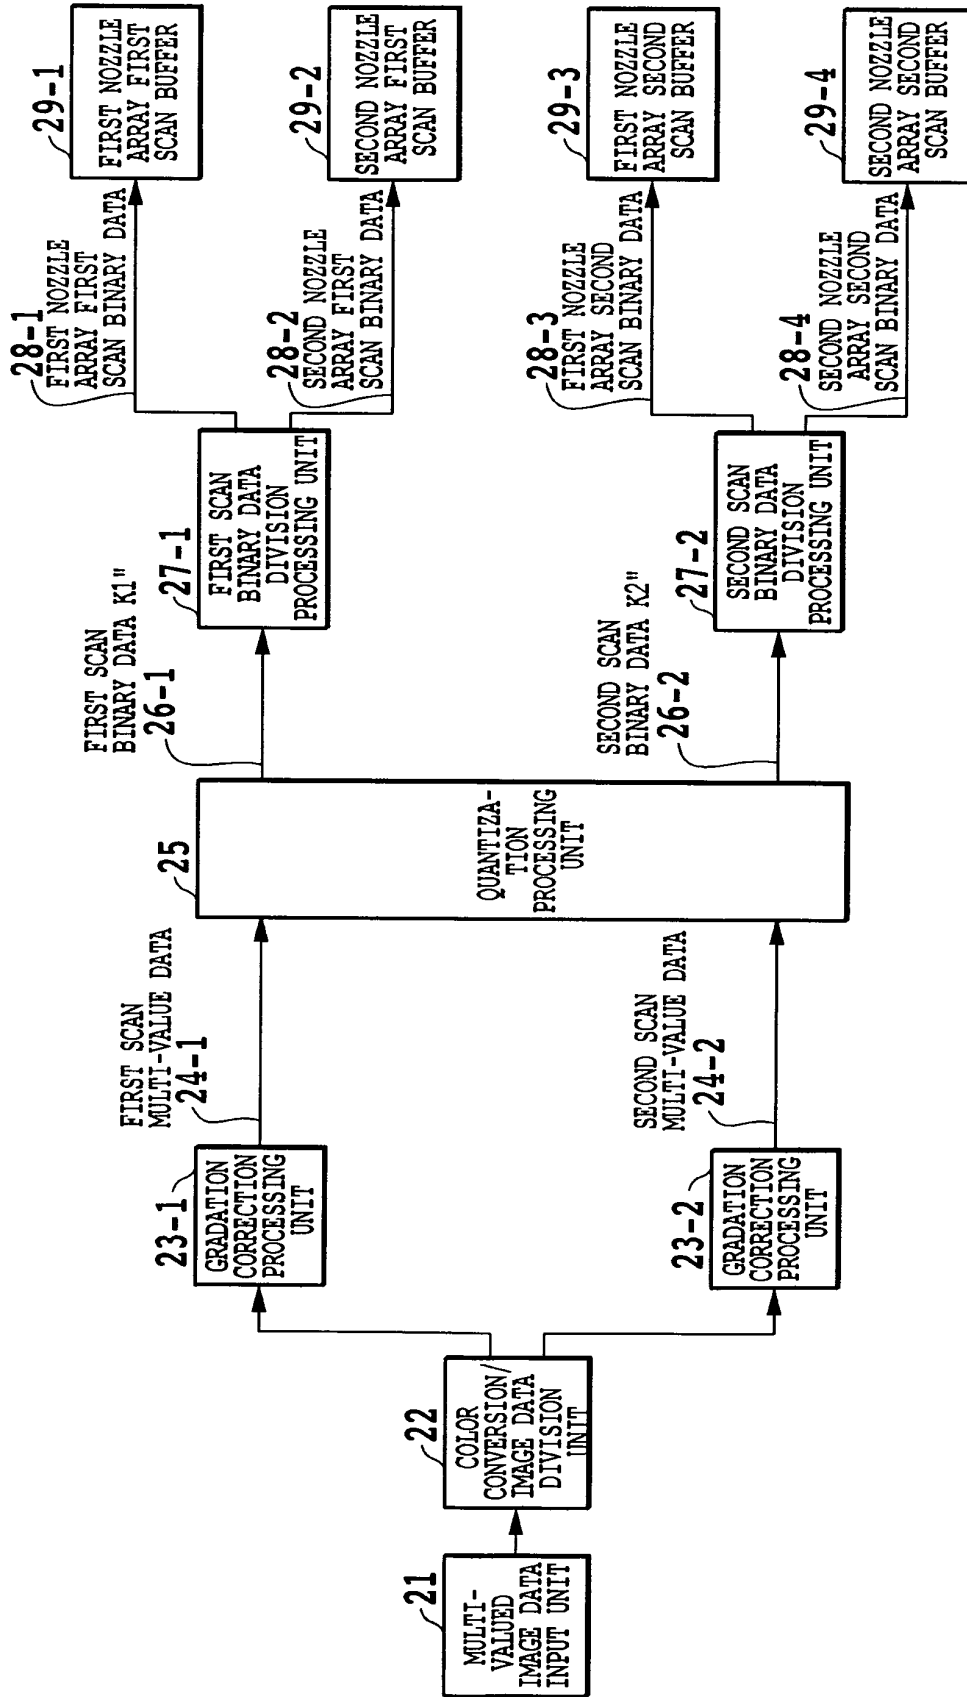 21
MULTI-
VALUED
IMAGE DATA
INPUT UNIT
22
COLOR
CONVERSION/
IMAGE DATA
DIVISION
UNIT
23-1
GRADATION
CORRECTION
PROCESSING
UNIT
23-2
GRADATION
CORRECTION
PROCESSING
UNIT
FIRST SCAN
MULTI-VALUE DATA
24-1
SECOND SCAN
MULTI-VALUE DATA
24-2
25
QUANTIZA-
TION
PROCESSING
UNIT
FIRST SCAN
BINARY DATA K1"
26-1
SECOND SCAN
BINARY DATA K2"
26-2
27-1
FIRST SCAN
BINARY DATA
DIVISION
PROCESSING UNIT
27-2
SECOND SCAN
BINARY DATA
DIVISION
PROCESSING UNIT
28-1
FIRST NOZZLE
ARRAY FIRST
SCAN BINARY DATA
28-2
SECOND NOZZLE
ARRAY FIRST
SCAN BINARY DATA
28-3
FIRST NOZZLE
ARRAY SECOND
SCAN BINARY DATA
28-4
SECOND NOZZLE
ARRAY SECOND
SCAN BINARY DATA
29-1
FIRST NOZZLE
ARRAY FIRST
SCAN BUFFER
29-2
SECOND NOZZLE
ARRAY FIRST
SCAN BUFFER
29-3
FIRST NOZZLE
ARRAY SECOND
SCAN BUFFER
29-4
SECOND NOZZLE
ARRAY SECOND
SCAN BUFFER